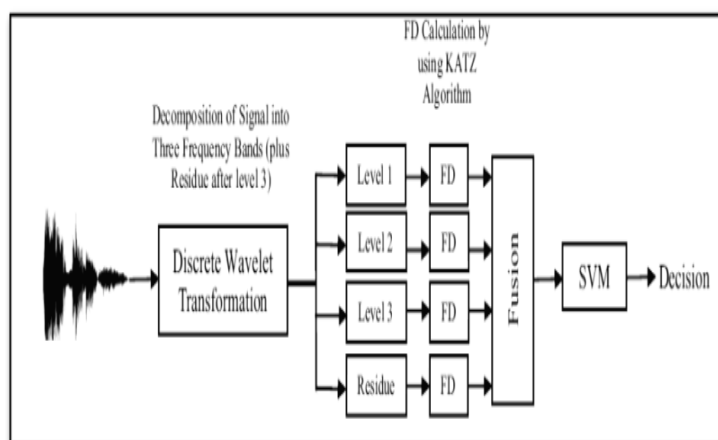 FD Calculation by
using KATZ
Algorithm
Decomposition of Signal into
Three Frequency Bands (plus
Residue after level 3)
Discrete Wavelet
Transformation
Level 1
FD
Level 2
FD
Level 3
FD
Residue
FD
Fusion
SVM
Decision